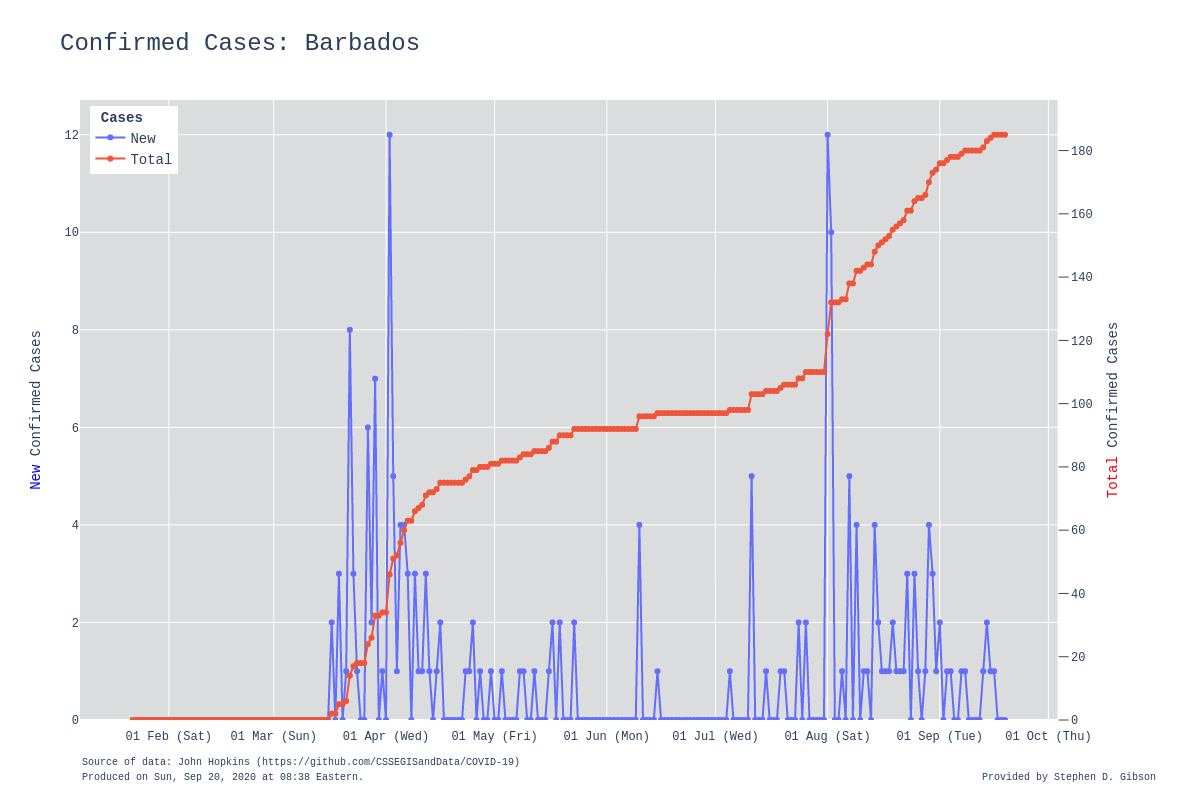 Confirmed Cases: Barbados
Cases
New
Total
12
10
8
6
4
2
0
180
160
140
120
100
80
60
40
20
0
New Confirmed Cases
Total Confirmed Cases
01 Feb (Sat) 01 Mar (Sun) 01 Apr (Wed) 01 May (Fri) 01 Jun (Mon) 01 Jul (Wed) 01 Aug (Sat) 01 Sep (Tue) 01 Oct (Thu)
Source of data: John Hopkins (https://github.com/CSSEGISandData/COVID-19)
Produced on Sun, Sep 20, 2020 at 08:38 Eastern.
Provided by Stephen D. Gibson